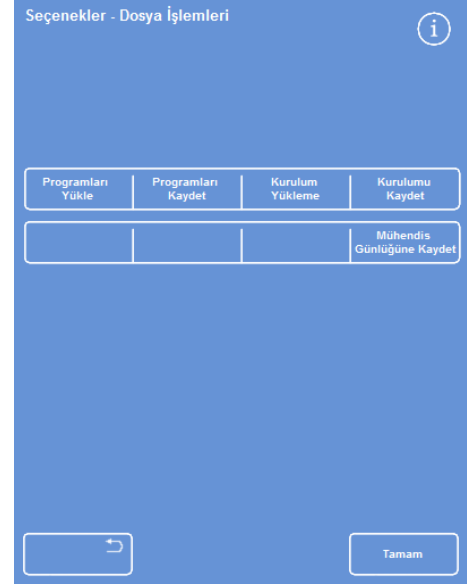 Seçenekler - Dosya İşlemleri
i
Programları
Yükle
Programları
Kaydet
Kurulum
Yükleme
Kurulumu
Kaydet
Mühendis
Günlüğüne Kaydet
Tamam